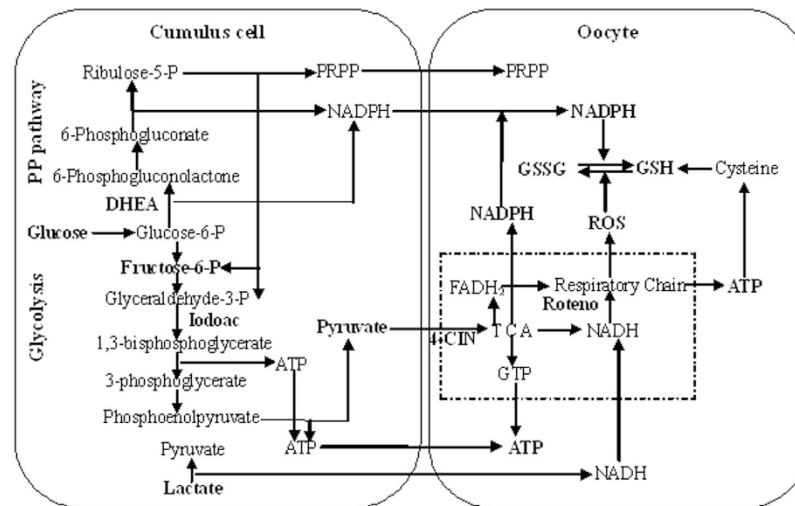 Cumulus cell
Oocyte
PP pathway
Glycolysis
Ribulose-5-P
PRPP
PRPP
NADPH
NADPH
6-Phosphogluconate
6-Phosphogluconolactone
GSSG
GSH
Cysteine
DHEA
NADPH
ROS
Glucose
Glucose-6-P
Fructose-6-P
FADH2
Respiratory Chain
ATP
Glyceraldehyde-3-P
Roteno
Iodoac
Pyruvate
4-CIN
TCA
NADH
1,3-bisphosphoglycerate
ATP
GTP
3-phosphoglycerate
Phosphoenolpyruvate
ATP
ATP
Pyruvate
NADH
Lactate